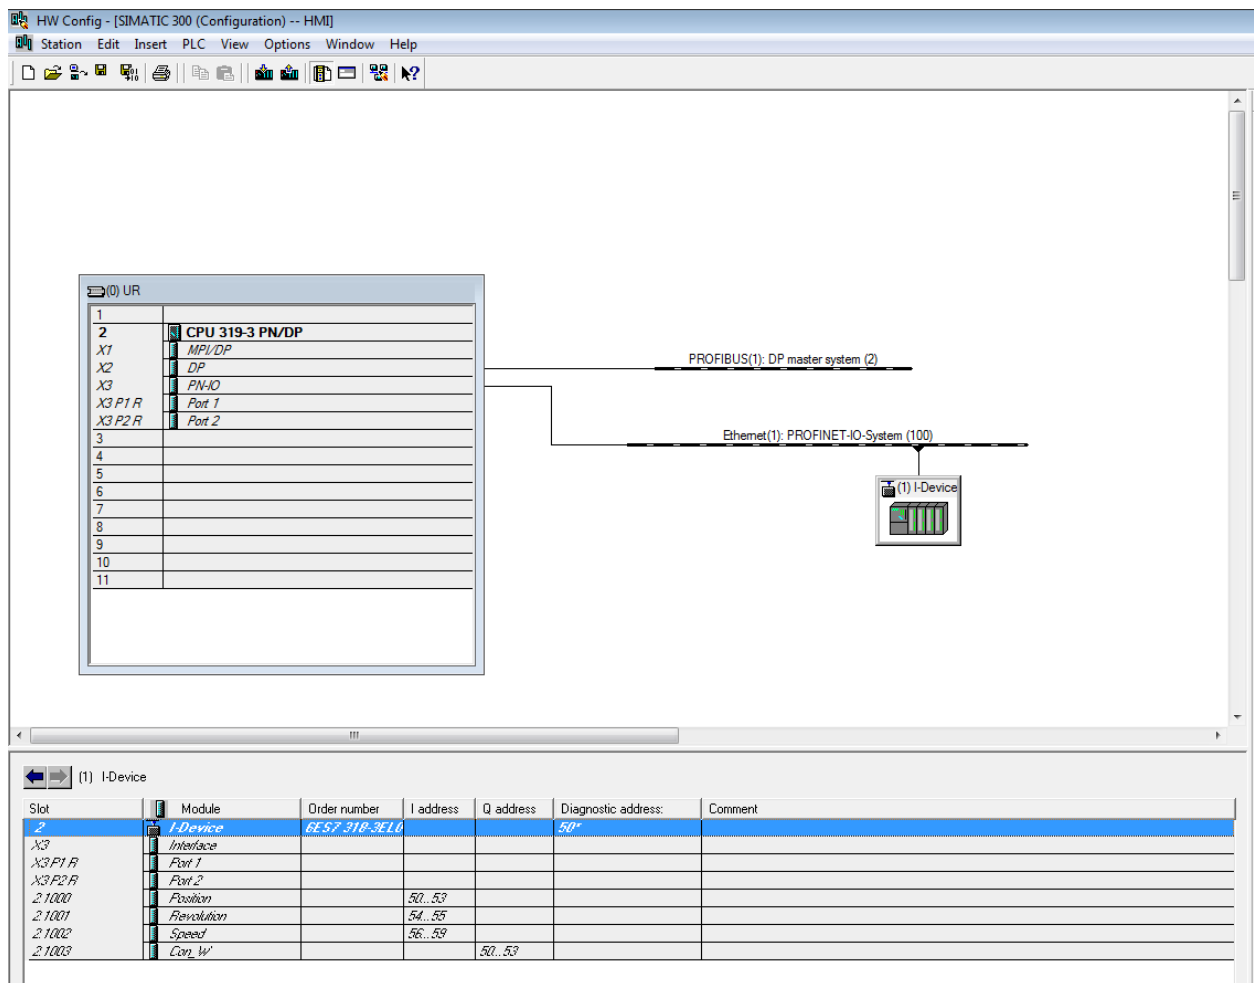 HW Config - [SIMATIC 300 (Configuration) -- HMI]
Station Edit Insert PLC View Options Window Help
(0) UR
1
2 CPU 319-3 PN/DP
X1 MPI/DP
X2 DP
X3 PN-IO
X3 P1 R Port 1
X3 P2 R Port 2
3
4
5
6
7
8
9
10
11
PROFIBUS(1): DP master system (2)
Ethernet(1): PROFINET-IO-System (100)
(1) I-Device
(1) I-Device
Slot Module Order number I address Q address Diagnostic address: Comment
2 I-Device 6ES7 318-3EL0 50*
X3 Interface
X3 P1 R Port 1
X3 P2 R Port 2
2.1000 Position 50...53
2.1001 Revolution 54...55
2.1002 Speed 56...59
2.1003 Con_W 50...53